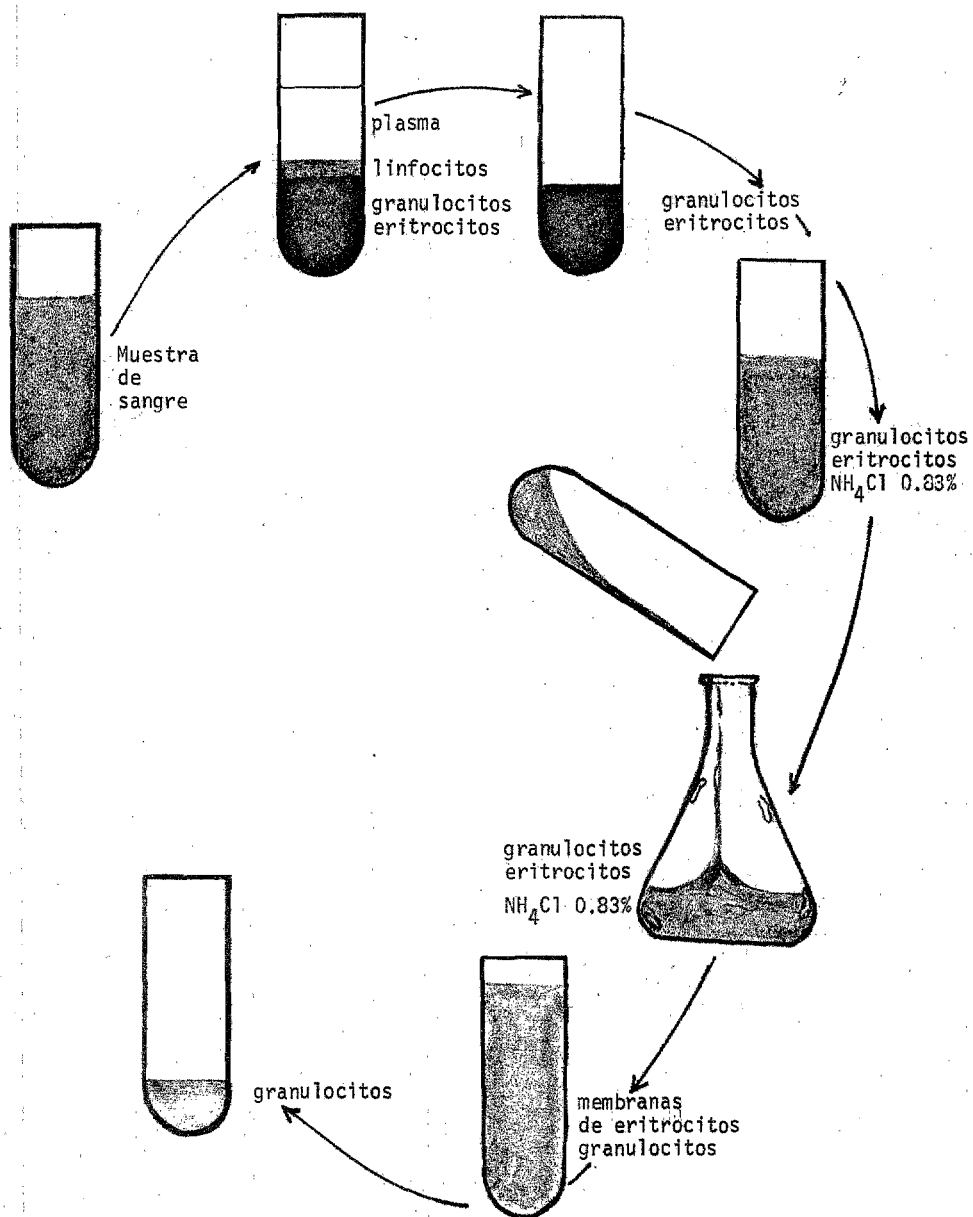 plasma
linfocitos
granulocitos
eritrocitos
granulocitos
eritrocitos
Muestra
de
sangre
granulocitos
eritrocitos
NH4Cl 0.83%
granulocitos
eritrocitos
NH4Cl 0.83%
membranas
de eritrocitos
granulocitos
granulocitos